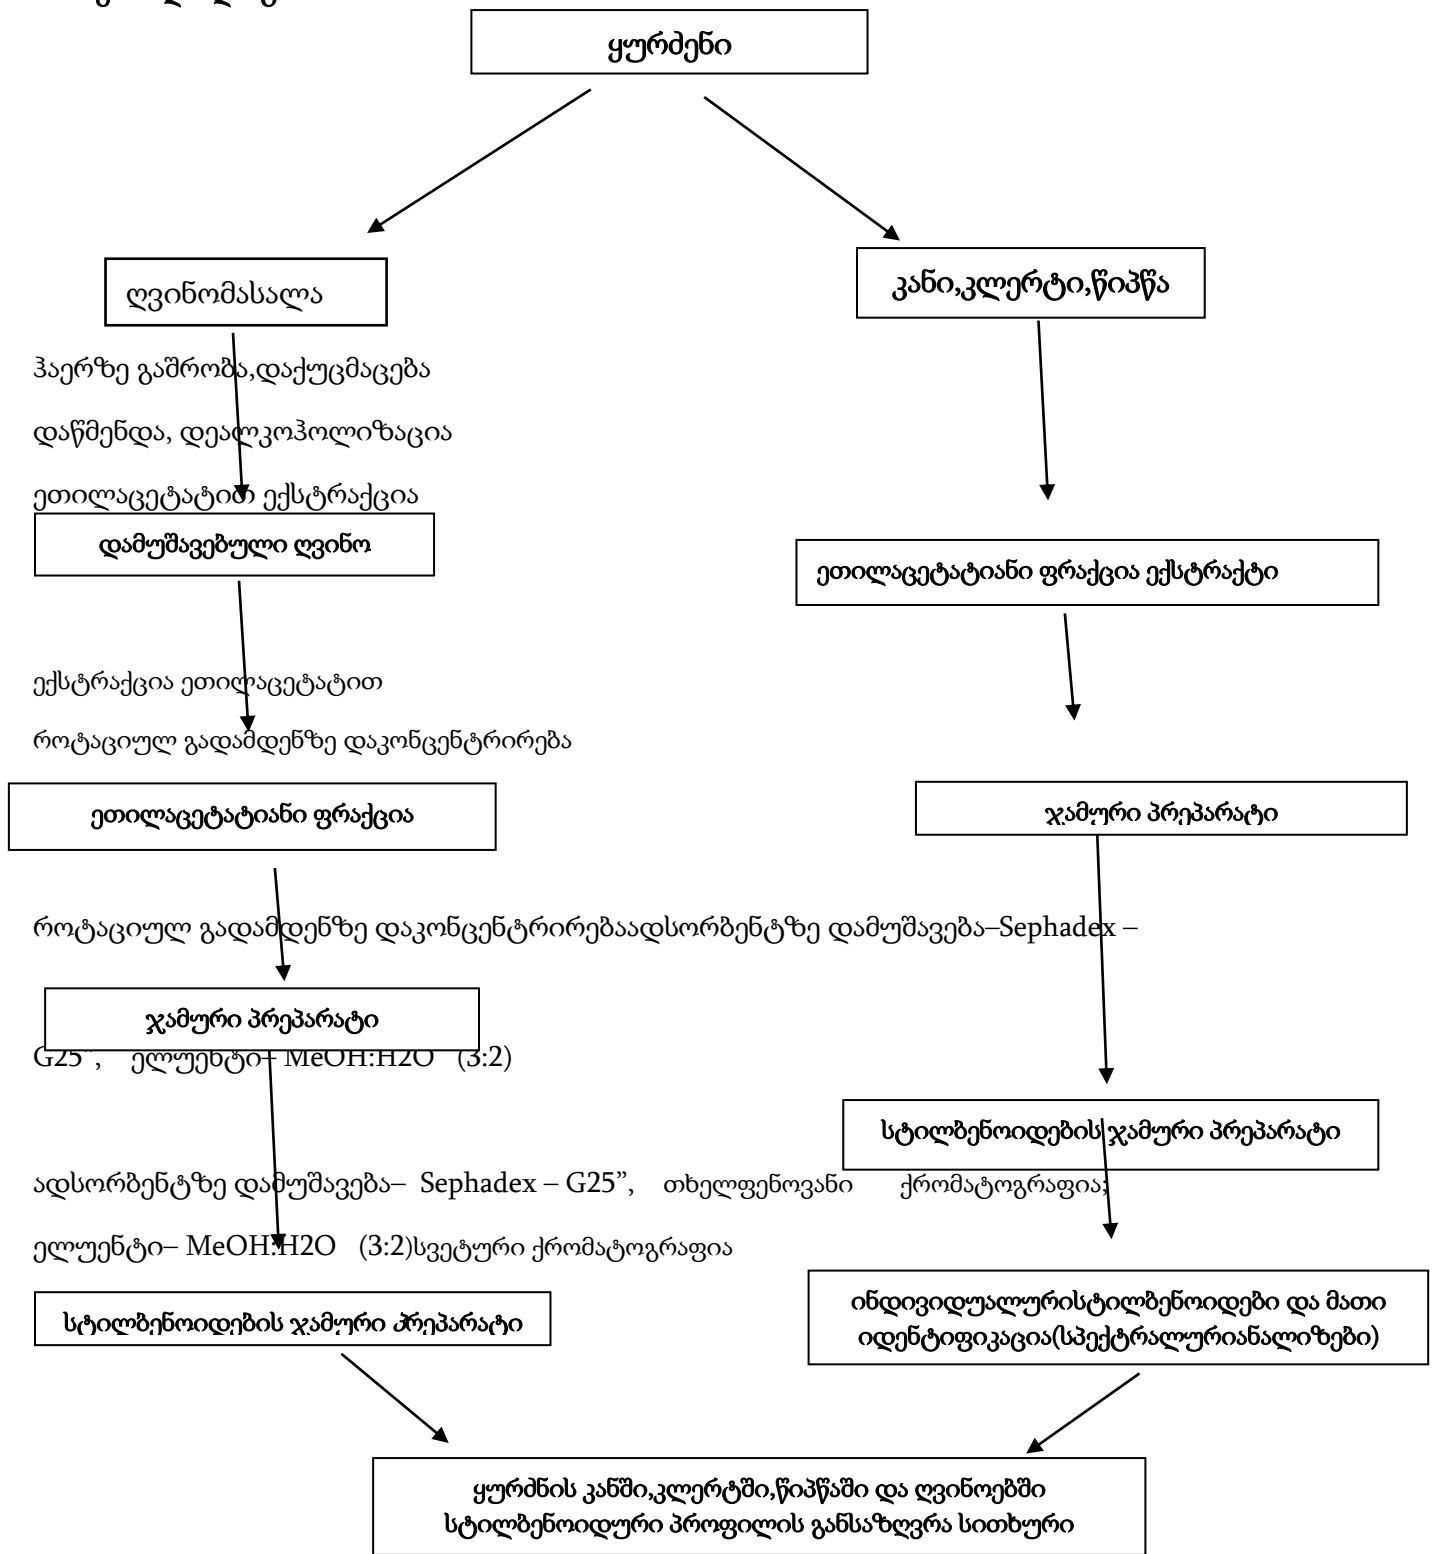 ყურძენი
ღვინომასალა
კანი,კლერტი,წიპწა
ჰაერზე გაშრობა,დაქუცმაცება
დაწმენდა, დეალკოჰოლიზაცია
ეთილაცეტატით ექსტრაქცია
დამუშავებული ღვინო
ეთილაცეტატიანი ფრაქცია ექსტრაქტი
ექსტრაქცია ეთილაცეტატით
როტაციულ გადამდენზე დაკონცენტრირება
ეთილაცეტატიანი ფრაქცია
ჯამური პრეპარატი
როტაციულ გადამდენზე დაკონცენტრირებაადსორბენტზე დამუშავება–Sephadex –
ჯამური პრეპარატი
G25”, ელუენტი– MeOH:H2O (3:2)
სტილბენოიდების ჯამური პრეპარატი
ადსორბენტზე დამუშავება– Sephadex – G25”, თხელფენოვანი ქრომატოგრაფია;
ელუენტი– MeOH:H2O (3:2)სვეტური ქრომატოგრაფია
სტილბენოიდების ჯამური პრეპარატი
ინდივიდუალურისტილბენოიდები და მათი
იდენტიფიკაცია(სპექტრალურიანალიზები)
ყურძნის კანში,კლერტში,წიპწაში და ღვინოებში
სტილბენოიდური პროფილის განსაზღვრა სითხური